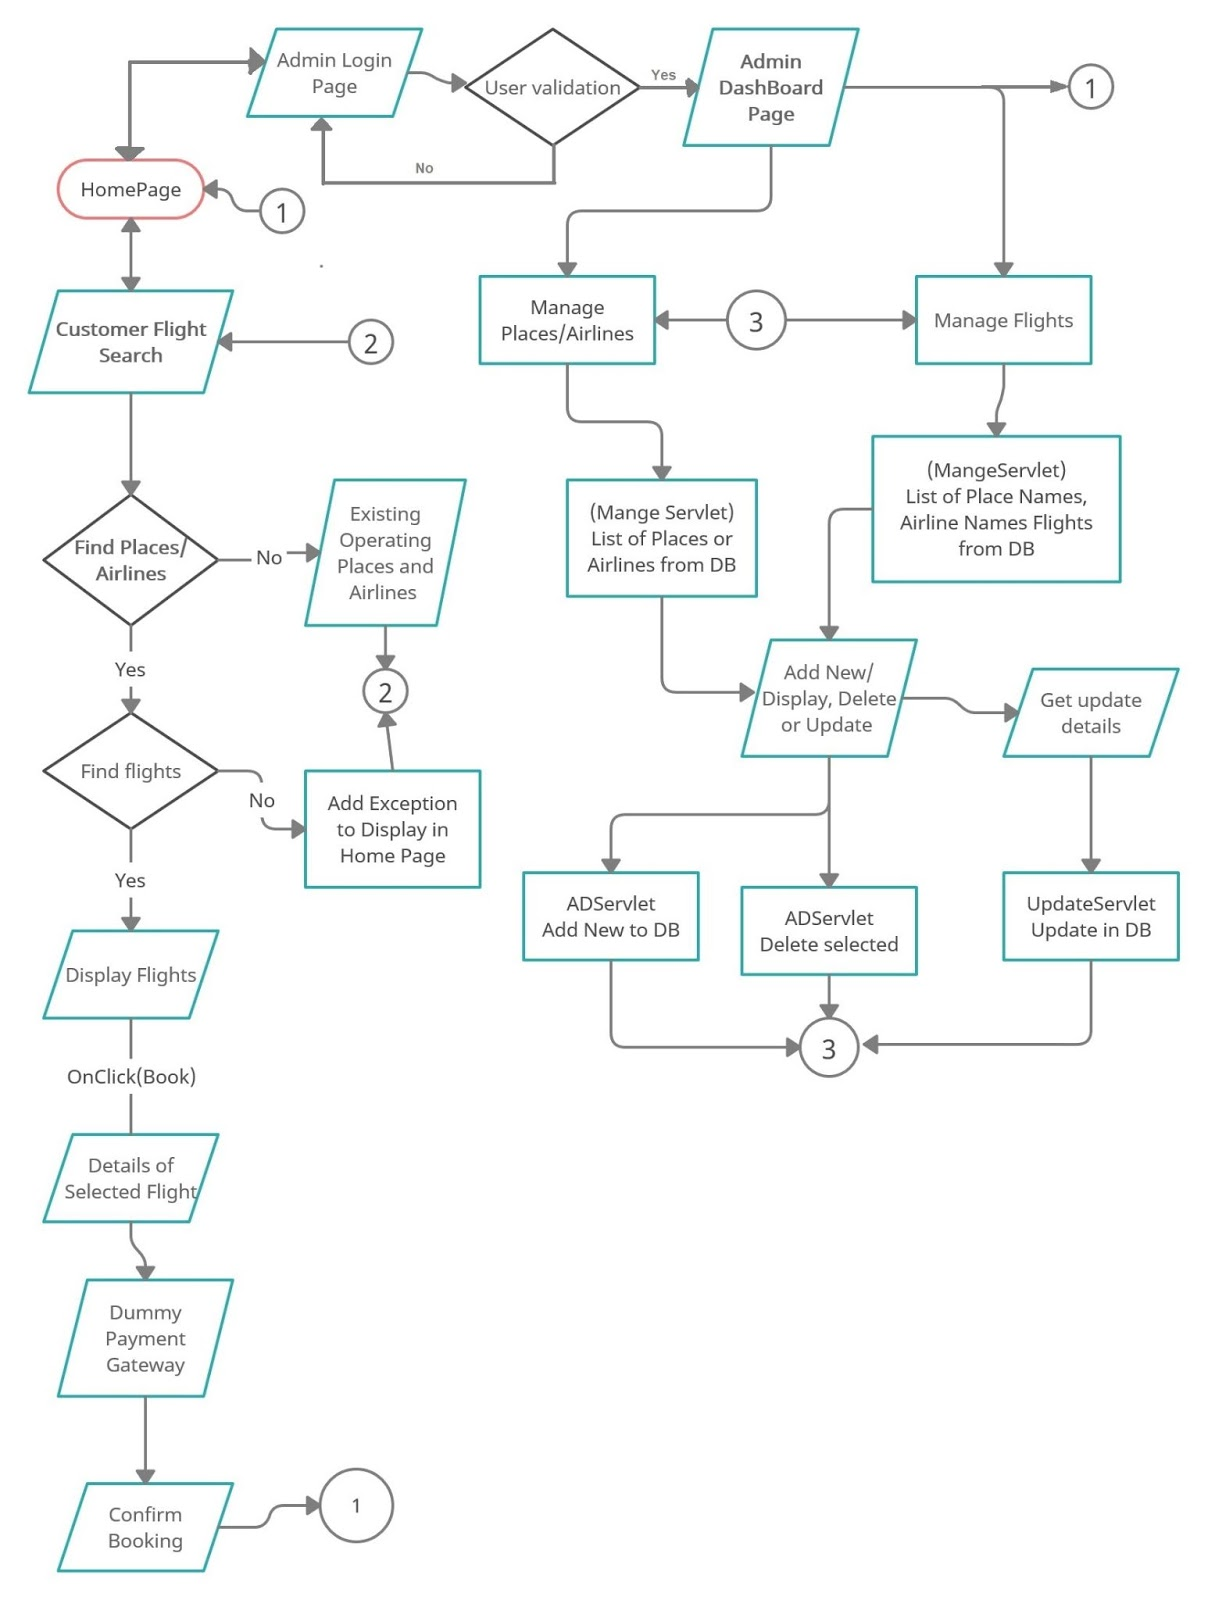 Admin Login
Page
User validation
Yes
Admin
DashBoard
Page
1
No
HomePage
1
Customer Flight
Search
2
Manage
Places/Airlines
3
Manage Flights
(MangeServlet)
List of Place Names,
Airline Names Flights
from DB
(Mange Servlet)
List of Places or
Airlines from DB
Find Places/
Airlines
No
Existing
Operating
Places and
Airlines
Yes
2
Add New/
Display, Delete
or Update
Get update
details
Find flights
No
Add Exception
to Display in
Home Page
Yes
ADServlet
Add New to DB
ADServlet
Delete selected
UpdateServlet
Update in DB
Display Flights
3
OnClick(Book)
Details of
Selected Flight
Dummy
Payment
Gateway
Confirm
Booking
1